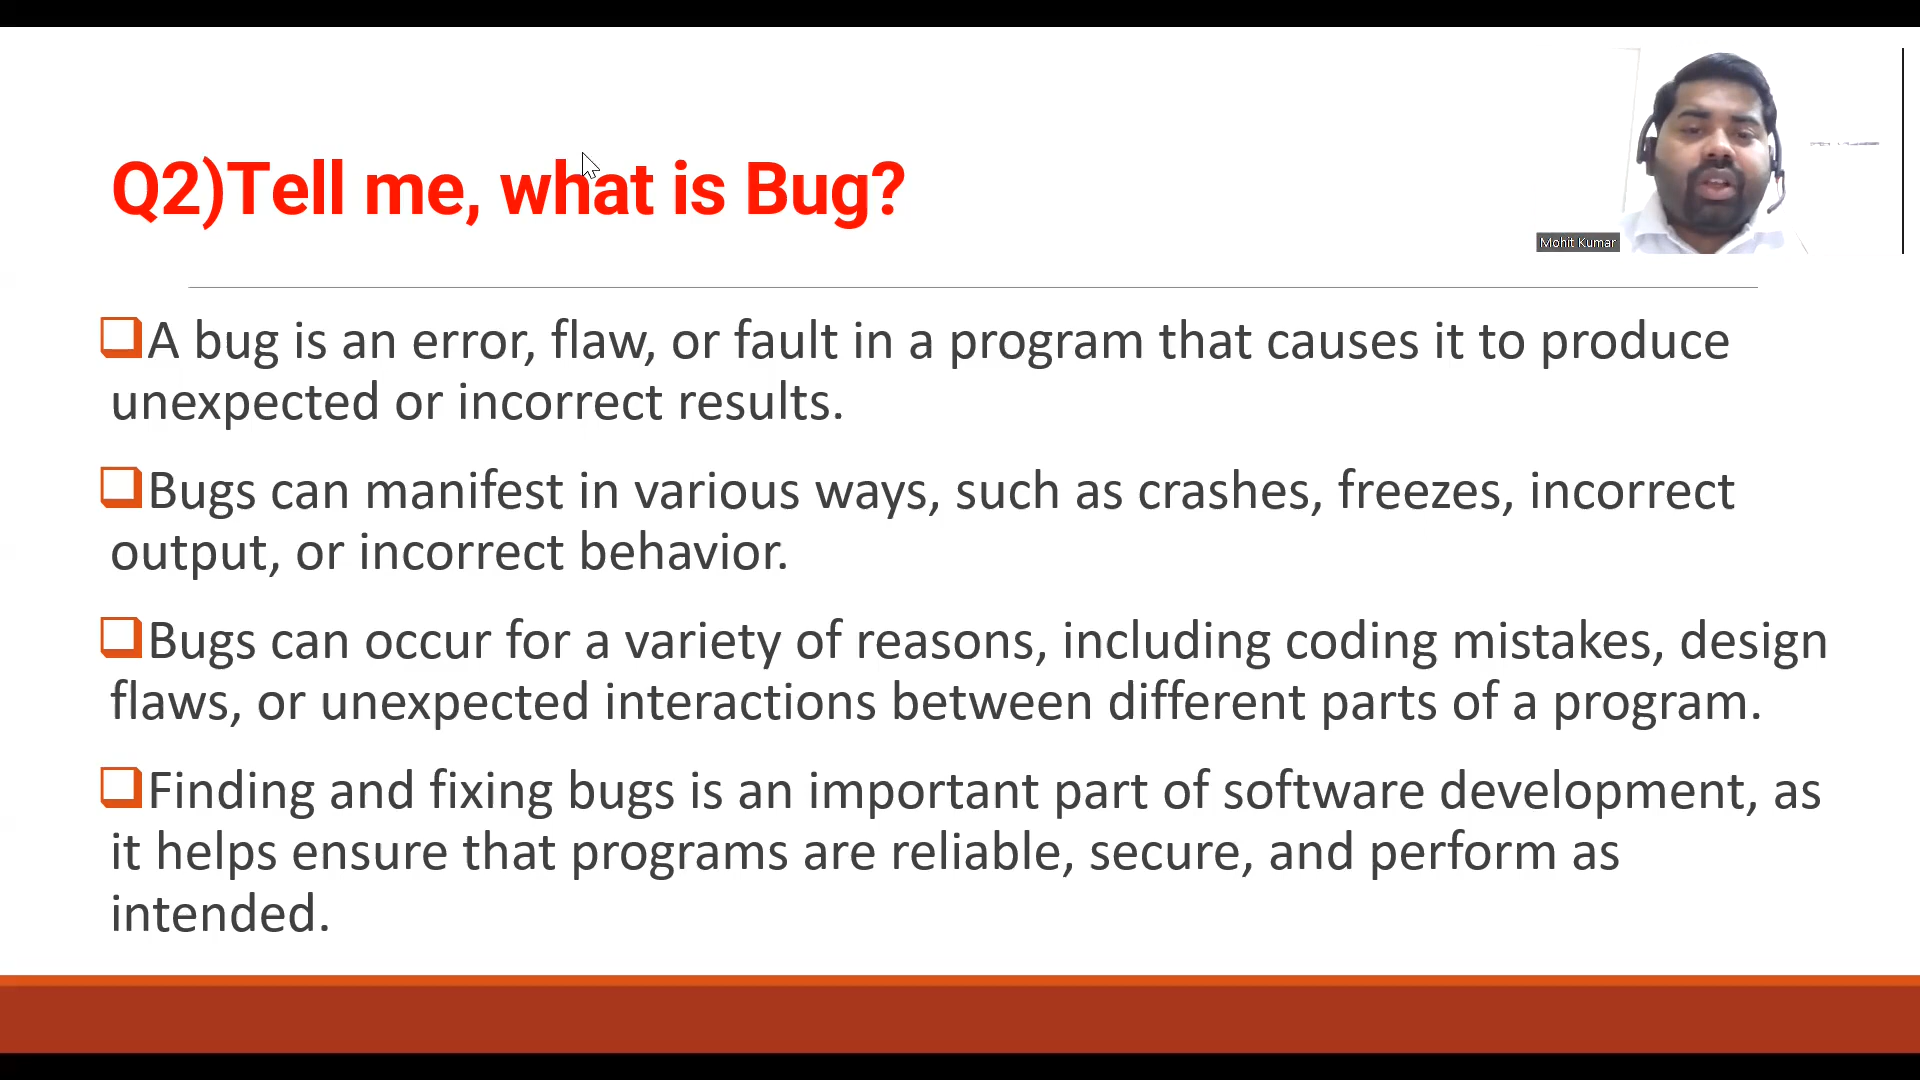 Q2)Tell me, what is Bug?
Mohit Kumar
A bug is an error, flaw, or fault in a program that causes it to produce
unexpected or incorrect results.
Bugs can manifest in various ways, such as crashes, freezes, incorrect
output, or incorrect behavior.
Bugs can occur for a variety of reasons, including coding mistakes, design
flaws, or unexpected interactions between different parts of a program.
Finding and fixing bugs is an important part of software development, as
it helps ensure that programs are reliable, secure, and perform as
intended.